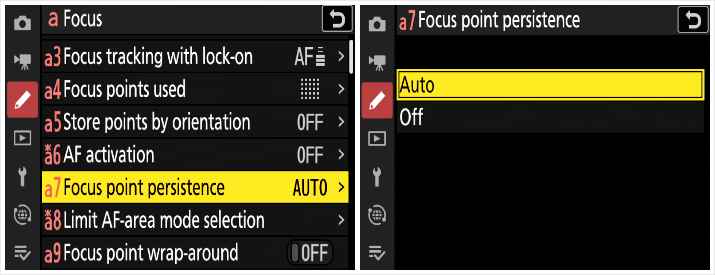 a Focus
a3 Focus tracking with lock-on AF
a4 Focus points used
a5 Store points by orientation OFF
*a6 AF activation OFF
a7 Focus point persistence AUTO
*a8 Limit AF-area mode selection
a9 Focus point wrap-around OFF
a7 Focus point persistence
Auto
Off